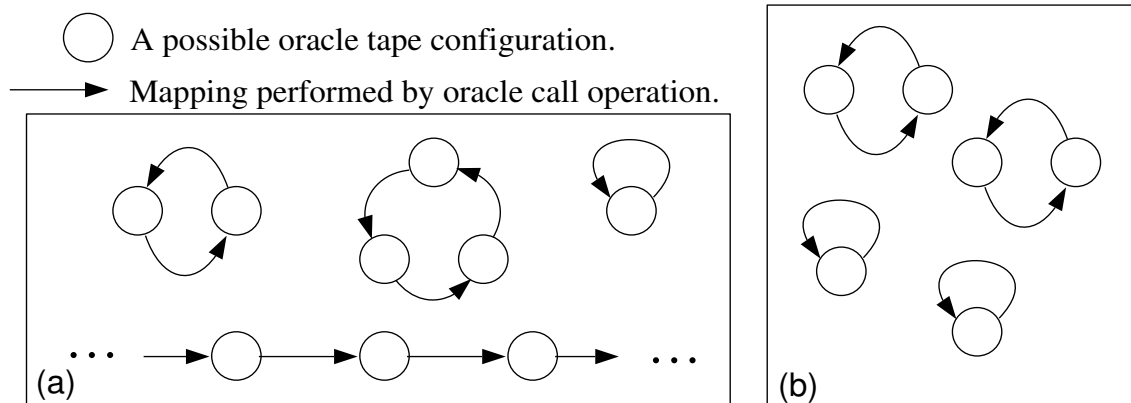 A possible oracle tape configuration.
Mapping performed by oracle call operation.
... ...
(a)
(b)